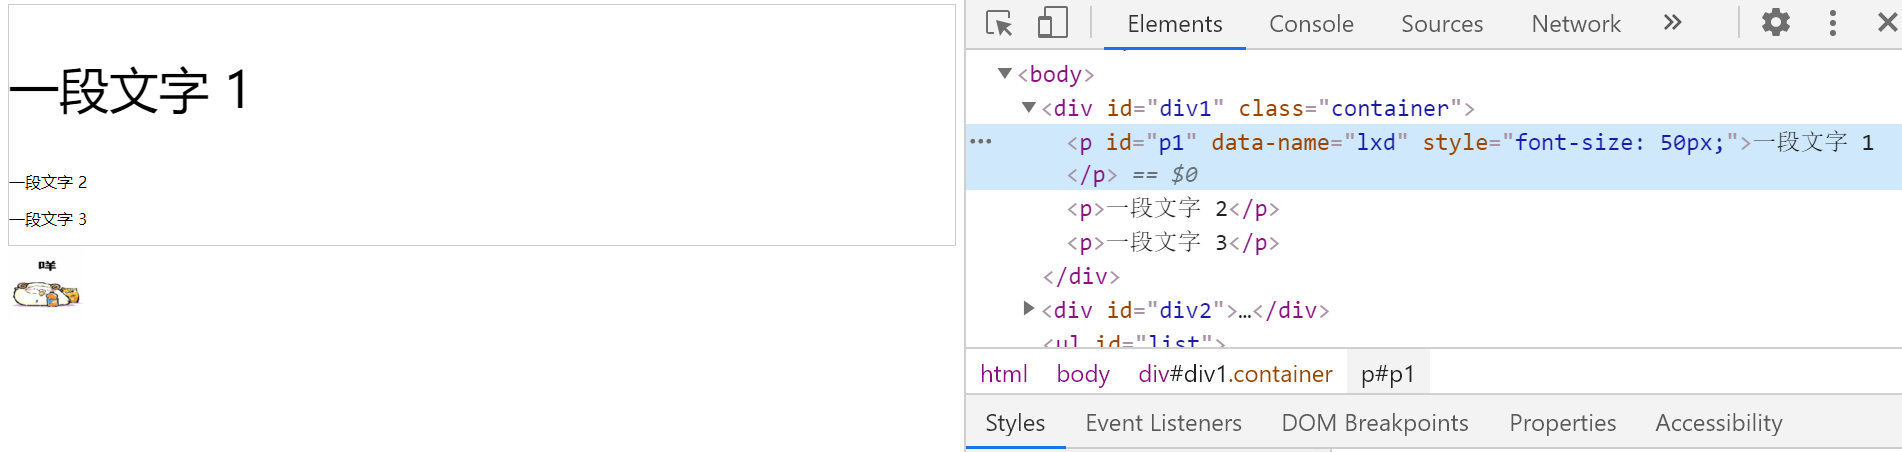 一段文字 1
一段文字 2
一段文字 3
咩
Elements Console Sources Network
<body>
<div id="div1" class="container">
<p id="p1" data-name="lxd" style="font-size: 50px;">一段文字 1
</p> == $0
<p>一段文字 2</p>
<p>一段文字 3</p>
</div>
<div id="div2">…</div>
<ul id="list">
html body div#div1.container p#p1
Styles Event Listeners DOM Breakpoints Properties Accessibility